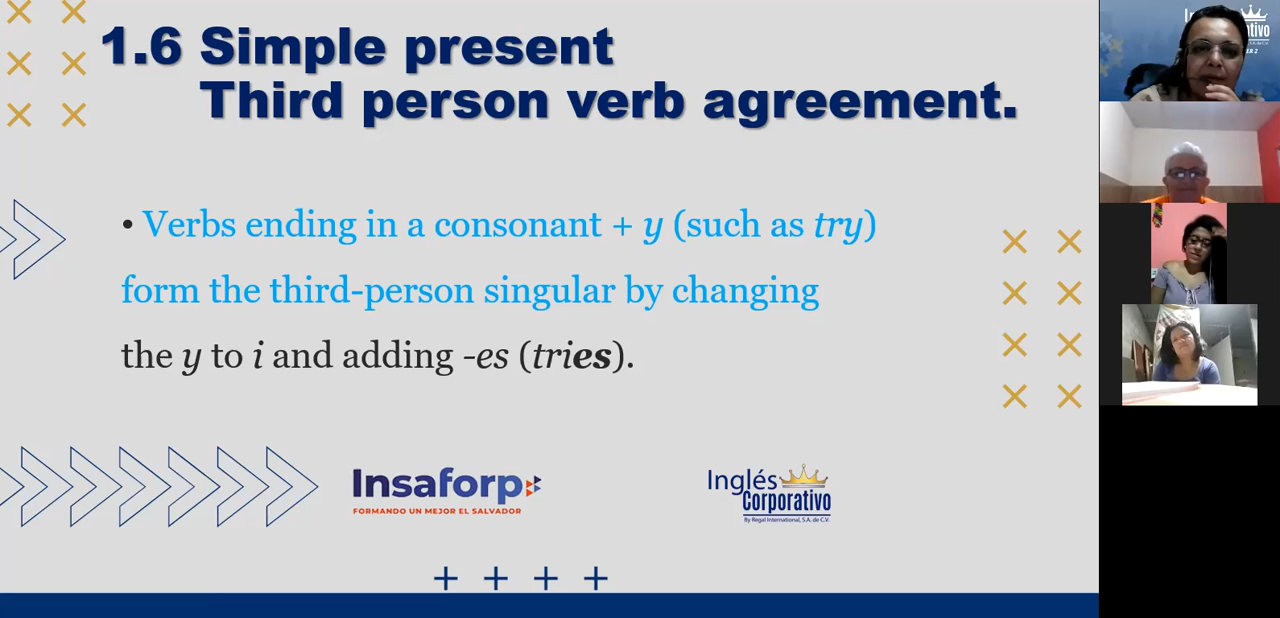 1.6 Simple present
Third person verb agreement.
• Verbs ending in a consonant + y (such as try)
form the third-person singular by changing
the y to i and adding -es (tries).
Insaforp
FORMANDO UN MEJOR EL SALVADOR
Inglés
Corporativo
By Regal International, S.A. de C.V.